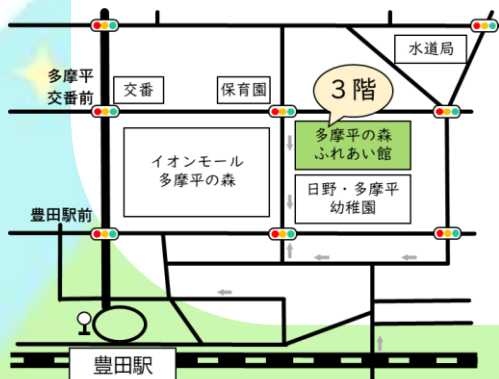 水道局
多摩平
交番前
交番
保育園
3階
多摩平の森
ふれあい館
イオンモール
多摩平の森
日野・多摩平
幼稚園
豊田駅前
豊田駅